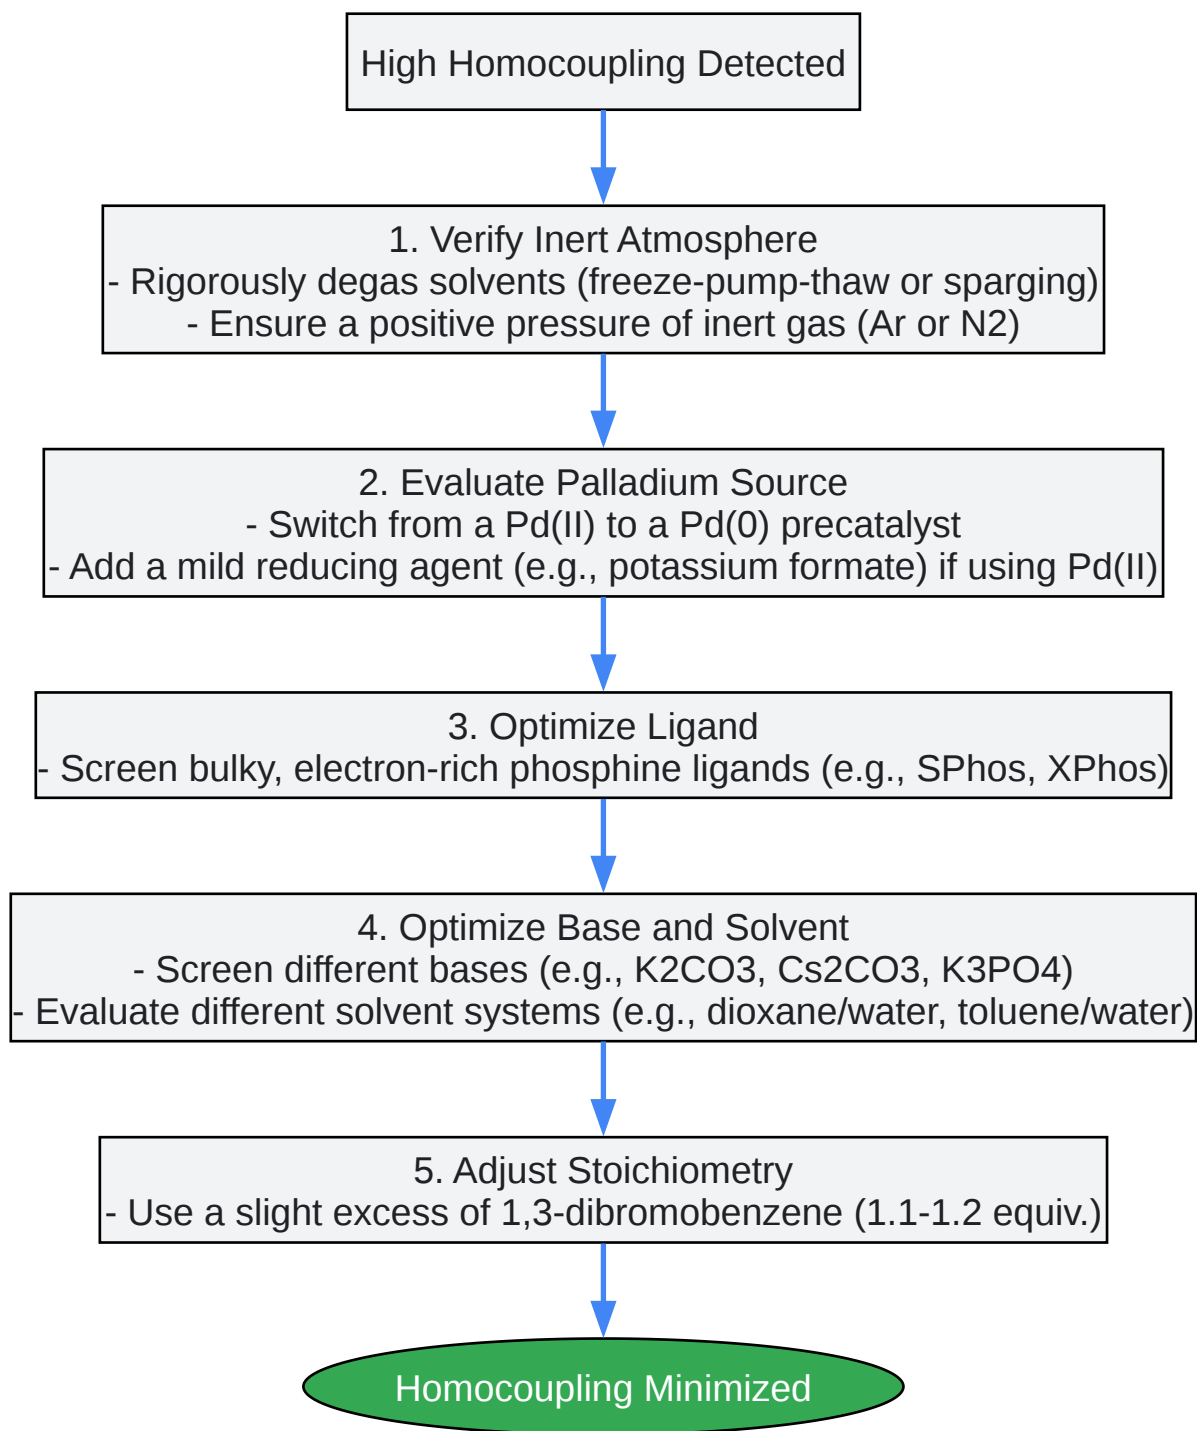 High Homocoupling Detected
1. Verify Inert Atmosphere
- Rigorously degas solvents (freeze-pump-thaw or sparging)
- Ensure a positive pressure of inert gas (Ar or N2)
2. Evaluate Palladium Source
- Switch from a Pd(II) to a Pd(0) precatalyst
- Add a mild reducing agent (e.g., potassium formate) if using Pd(II)
3. Optimize Ligand
- Screen bulky, electron-rich phosphine ligands (e.g., SPhos, XPhos)
4. Optimize Base and Solvent
- Screen different bases (e.g., K2CO3, Cs2CO3, K3PO4)
- Evaluate different solvent systems (e.g., dioxane/water, toluene/water)
5. Adjust Stoichiometry
- Use a slight excess of 1,3-dibromobenzene (1.1-1.2 equiv.)
Homocoupling Minimized